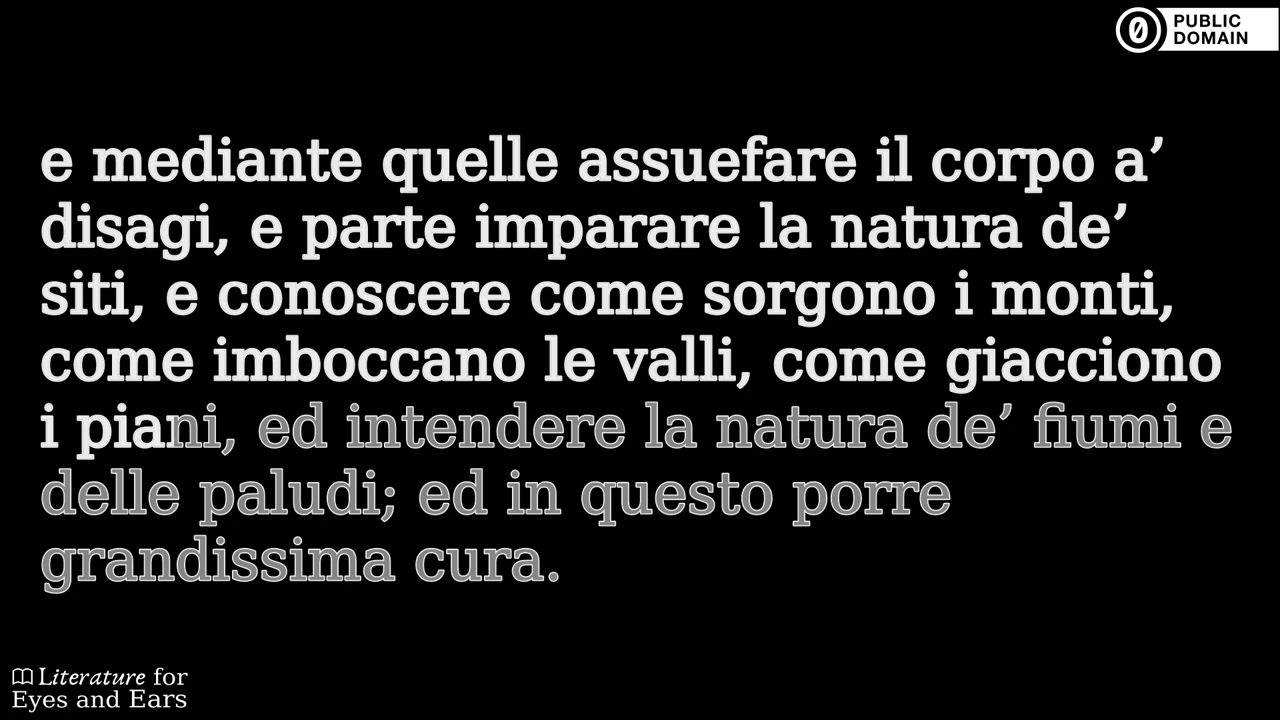 PUBLIC
DOMAIN
e mediante quelle assuefare il corpo a’
disagi, e parte imparare la natura de’
siti, e conoscere come sorgono i monti,
come imboccano le valli, come giacciono
i piani, ed intendere la natura de’ fiumi e
delle paludi; ed in questo porre
grandissima cura.
Literature for
Eyes and Ears